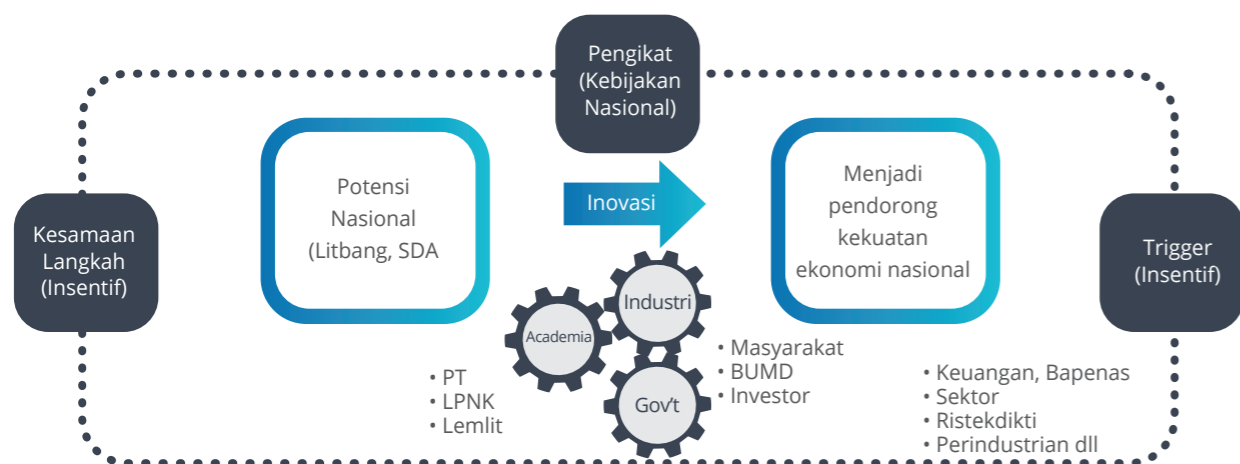 Pengikat
(Kebijakan
Nasional)
Kesamaan
Langkah
(Insentif)
Potensi
Nasional
(Litbang, SDA
Inovasi
Menjadi
pendorong
kekuatan
ekonomi nasional
Trigger
(Insentif)
Academia
Industri
Gov't
• PT
• LPNK
• Lemlit
• Masyarakat
• BUMD
• Investor
• Keuangan, Bapenas
• Sektor
• Ristekdikti
• Perindustrian dll